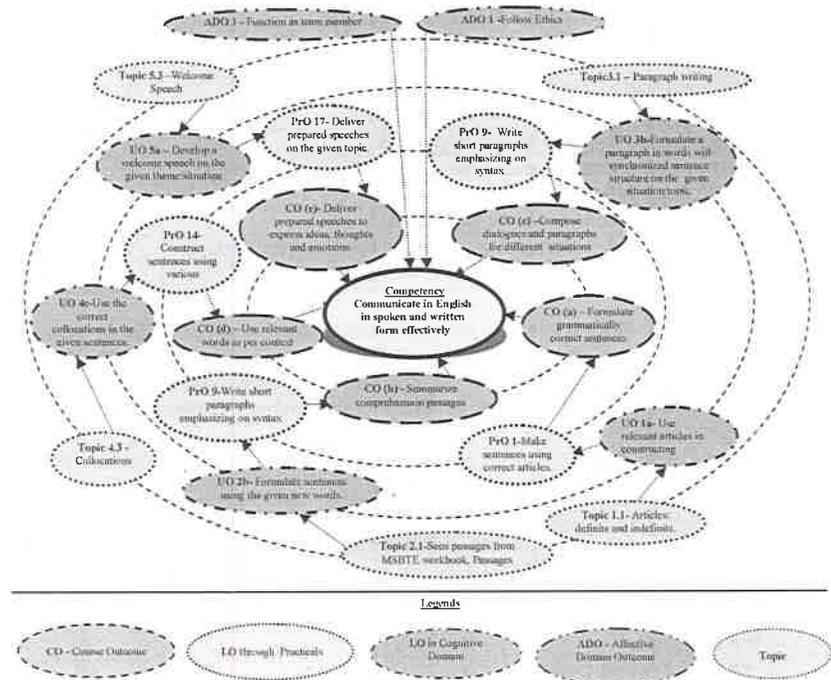 ADO 3 - Function as team member
ADO 1 -Follow Ethics
Topic 5.3 -Welcome
Speech
Topic3.1 – Paragraph writing
PrO 17- Deliver
prepared speeches
on the given topic.
PrO 9- Write
short paragraphs
emphasizing on
syntax
UO 5a – Develop a
welcome speech on the
given theme/situation
UO 3b-Formulate a
paragraph in words with
synchronized sentence
structure on the given
situation/topic.
CO (e)- Deliver
prepared speeches to
express ideas, thoughts
and emotions
CO (c) –Compose
dialogues and paragraphs
for different situations
PrO 14-
Construct
sentences using
various
Competency
Communicate in English
in spoken and written
form effectively
UO 4c-Use the
correct
collocations in the
given sentences.
CO (d) – Use relevant
words as per context
CO (a) – Formulate
grammatically
correct sentences
CO (b) - Summarize
comprehension passages
PrO 9-Write short
paragraphs
emphasizing on syntax
PrO 1-Make
sentences using
correct articles.
UO 1a- Use
relevant articles in
constructing
Topic 4.3 -
Collocations
UO 2b- Formulate sentences
using the given new words.
Topic 1.1- Articles:
definite and indefinite.
Topic 2.1-Seen passages from
MSBTE workbook, Passages
Legends
CO - Course Outcome
LO through Practicals
LO in Cognitive
Domain
ADO - Affective
Domain Outcome
Topic